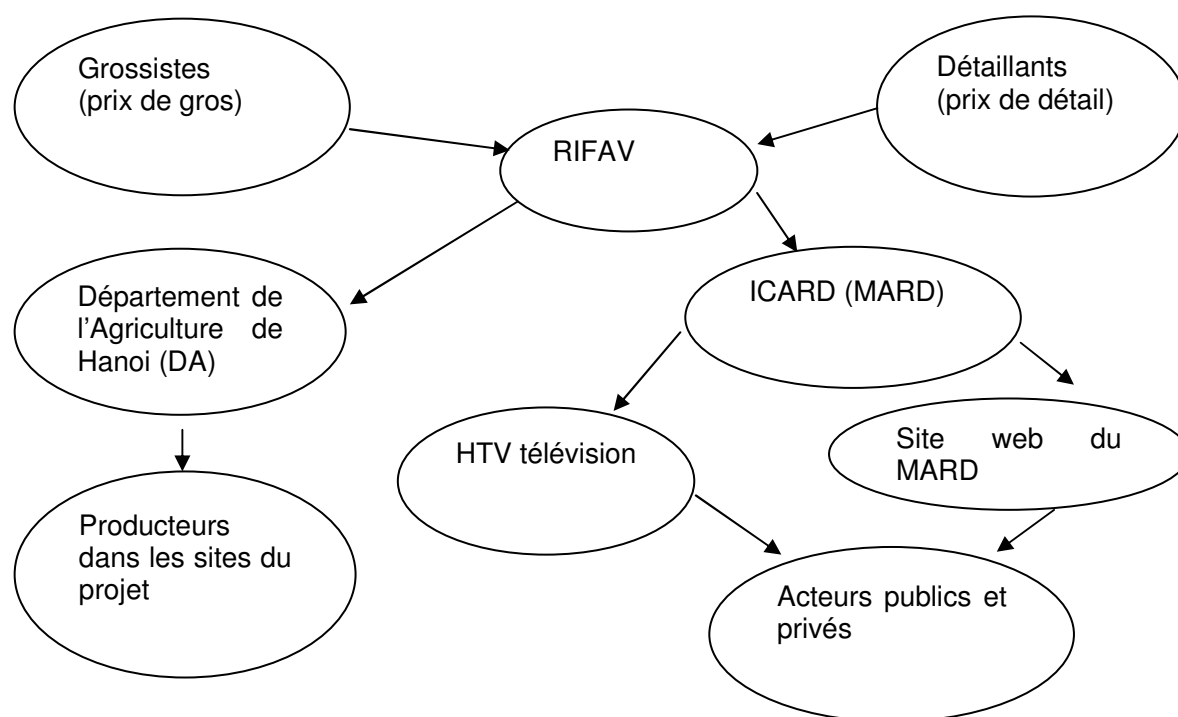 Grossistes
(prix de gros)
Détaillants
(prix de détail)
RIFAV
Département de
l'Agriculture de
Hanoi (DA)
ICARD (MARD)
HTV télévision
Site web du
MARD
Producteurs
dans les sites du
projet
Acteurs publics et
privés